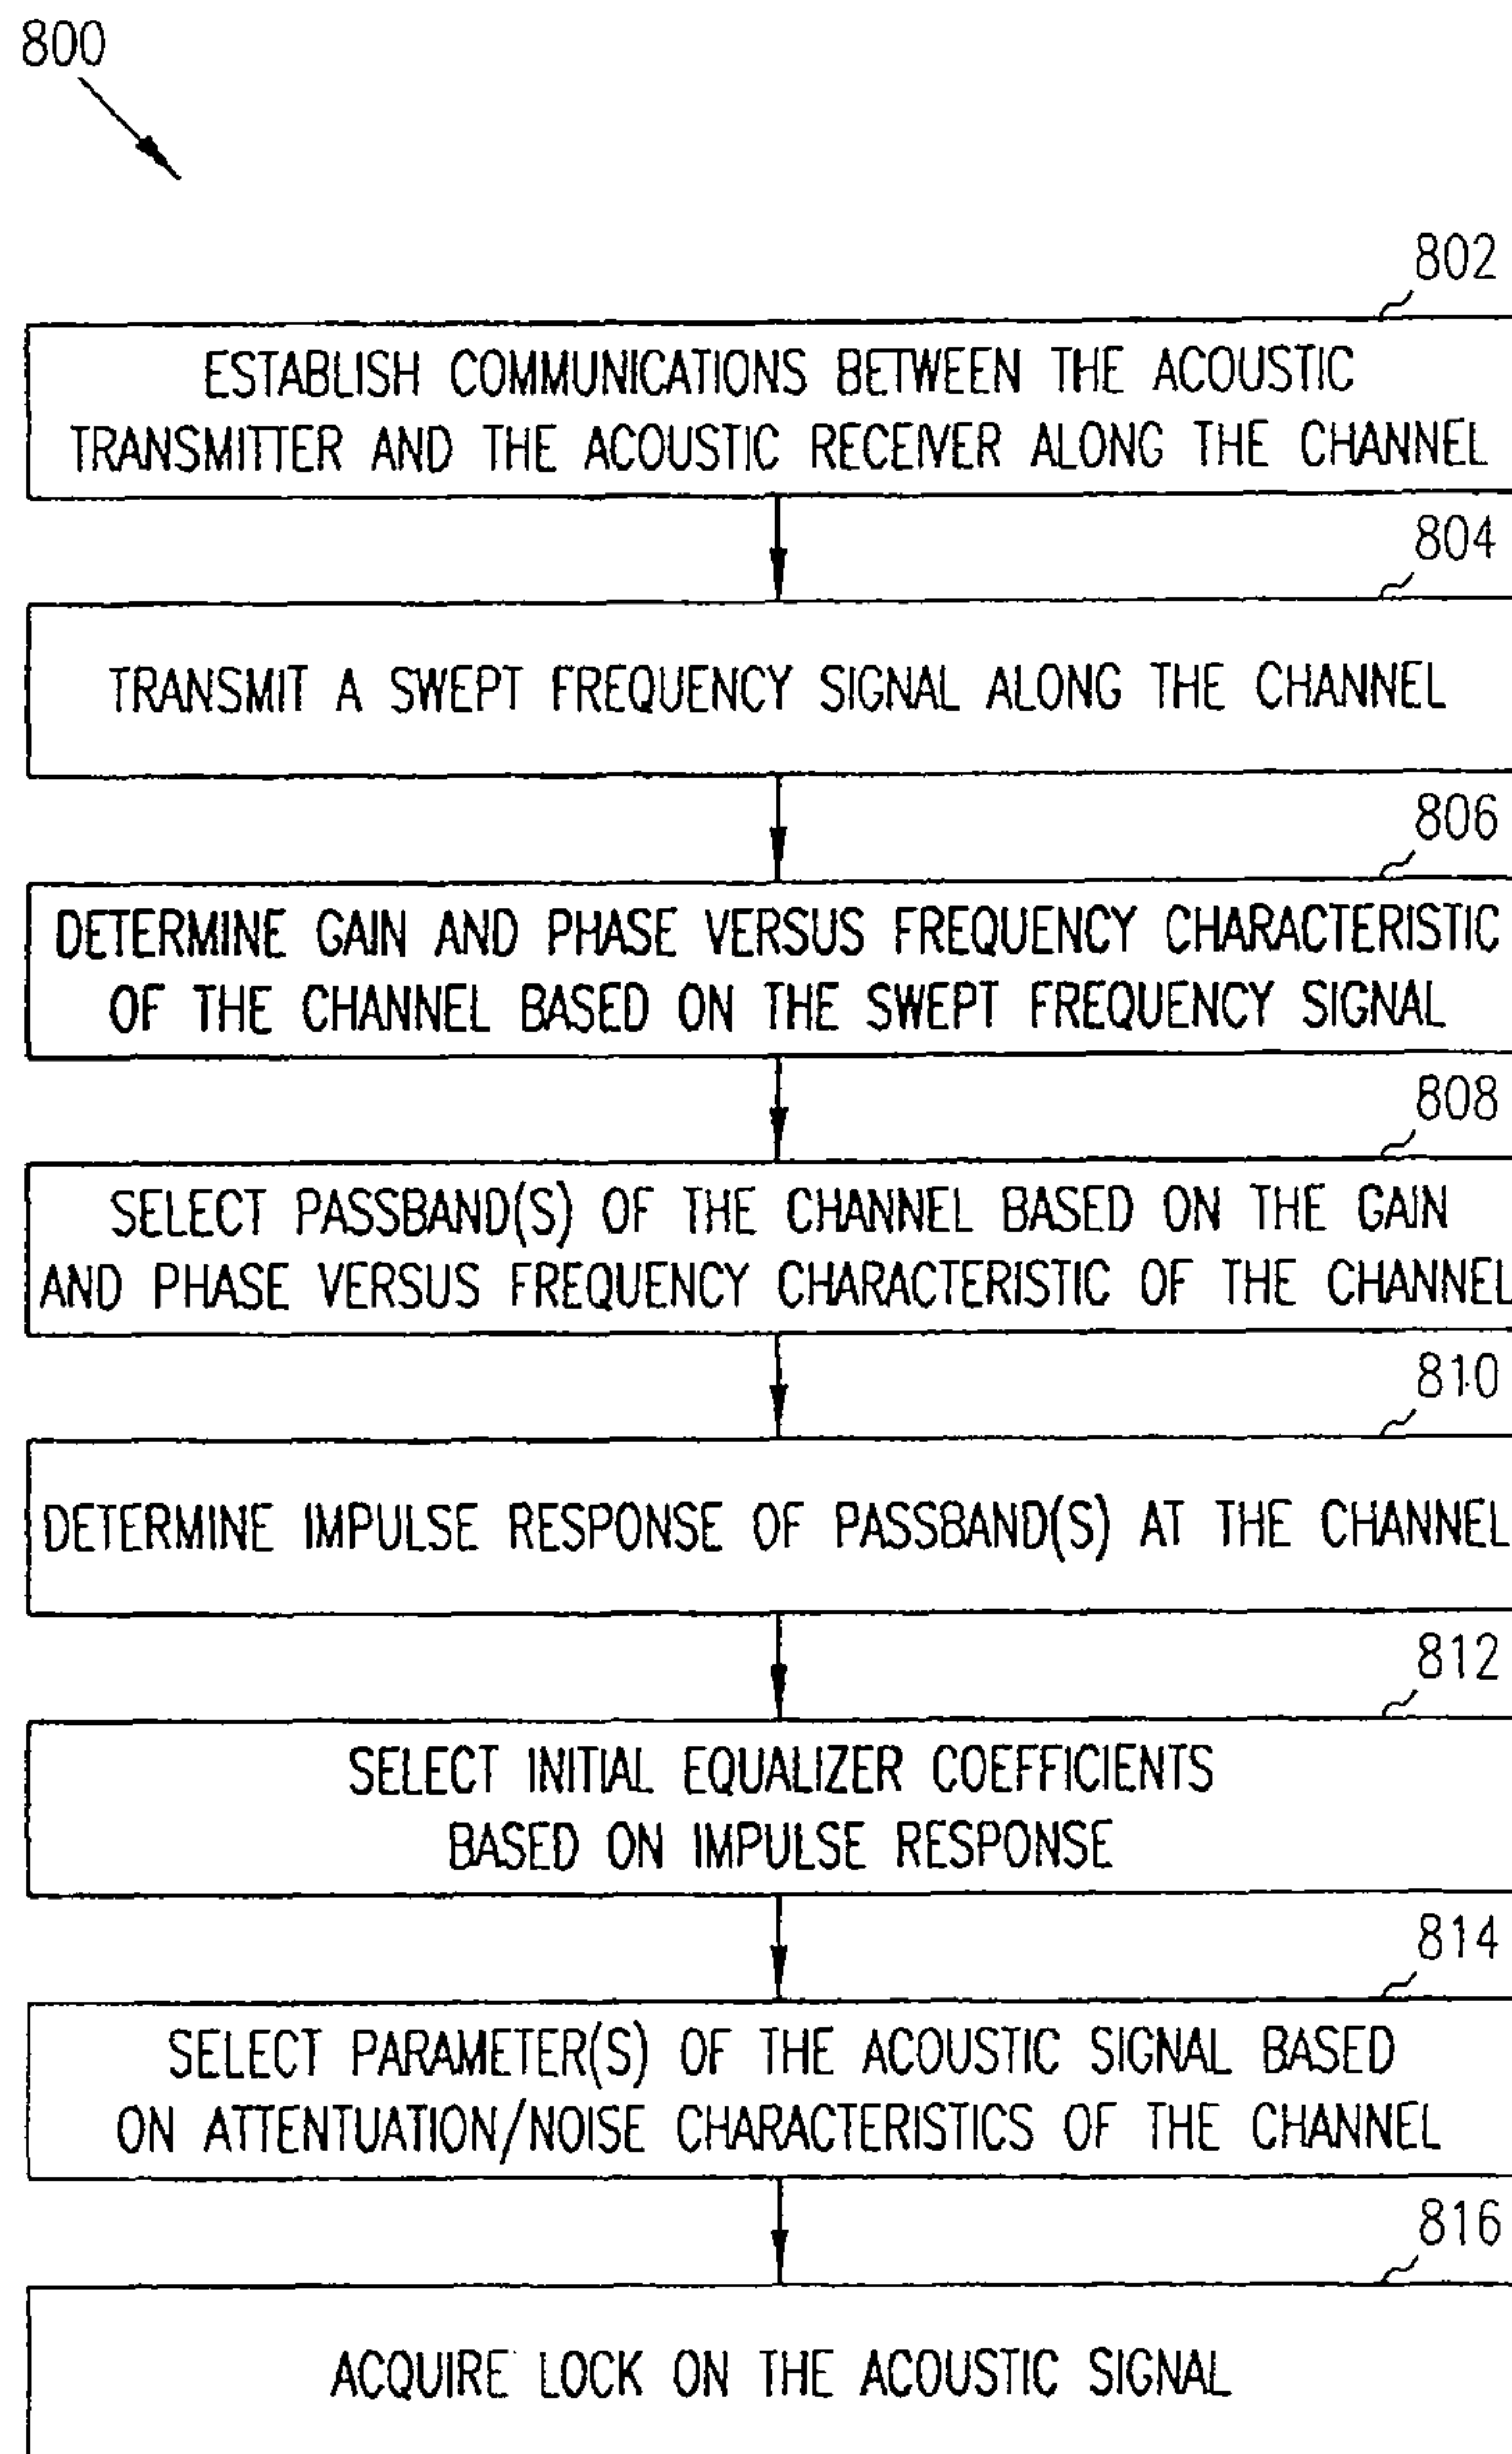 800
802
ESTABLISH COMMUNICATIONS BETWEEN THE ACOUSTIC
TRANSMITTER AND THE ACOUSTIC RECEIVER ALONG THE CHANNEL
804
TRANSMIT A SWEPT FREQUENCY SIGNAL ALONG THE CHANNEL
806
DETERMINE GAIN AND PHASE VERSUS FREQUENCY CHARACTERISTIC
OF THE CHANNEL BASED ON THE SWEPT FREQUENCY SIGNAL
808
SELECT PASSBAND(S) OF THE CHANNEL BASED ON THE GAIN
AND PHASE VERSUS FREQUENCY CHARACTERISTIC OF THE CHANNEL
810
DETERMINE IMPULSE RESPONSE OF PASSBAND(S) AT THE CHANNEL
812
SELECT INITIAL EQUALIZER COEFFICIENTS
BASED ON IMPULSE RESPONSE
814
SELECT PARAMETER(S) OF THE ACOUSTIC SIGNAL BASED
ON ATTENTUATION/NOISE CHARACTERISTICS OF THE CHANNEL
816
ACQUIRE LOCK ON THE ACOUSTIC SIGNAL